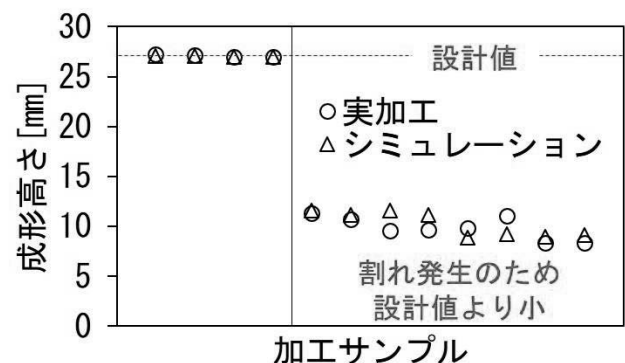 成形高さ[mm]
30
25
20
15
10
5
0
設計値
○実加工
△シミュレーション
割れ発生のため
設計値より小
加工サンプル